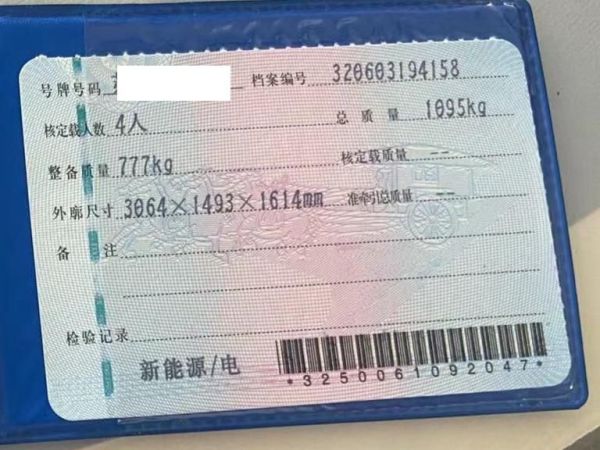 号牌号码 档案编号 320603194158
核定载人数 4人 总质量 1095kg
整备质量 777kg 核定载质量 --
外廓尺寸 3064×1493×1614mm 准牵引总质量 --
备注
检验记录
新能源/电
*3250061092047*